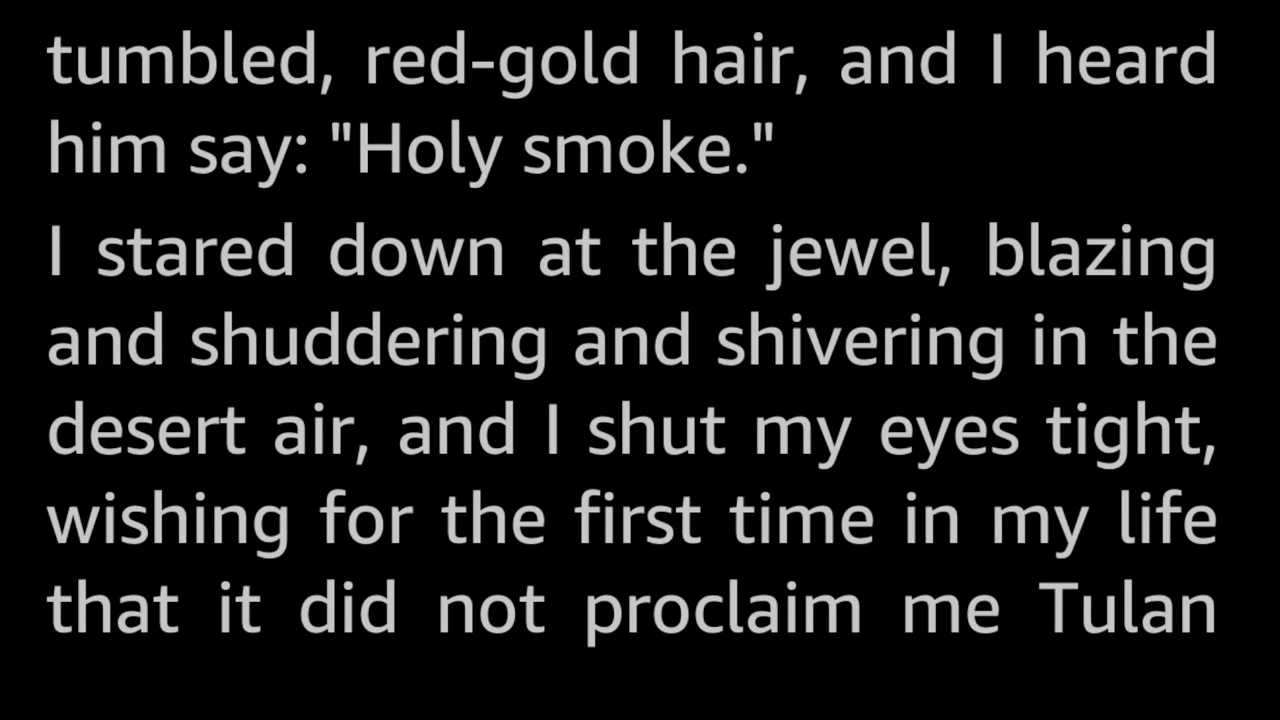 tumbled, red-gold hair, and I heard
him say: "Holy smoke."
I stared down at the jewel, blazing
and shuddering and shivering in the
desert air, and I shut my eyes tight,
wishing for the first time in my life
that it did not proclaim me Tulan